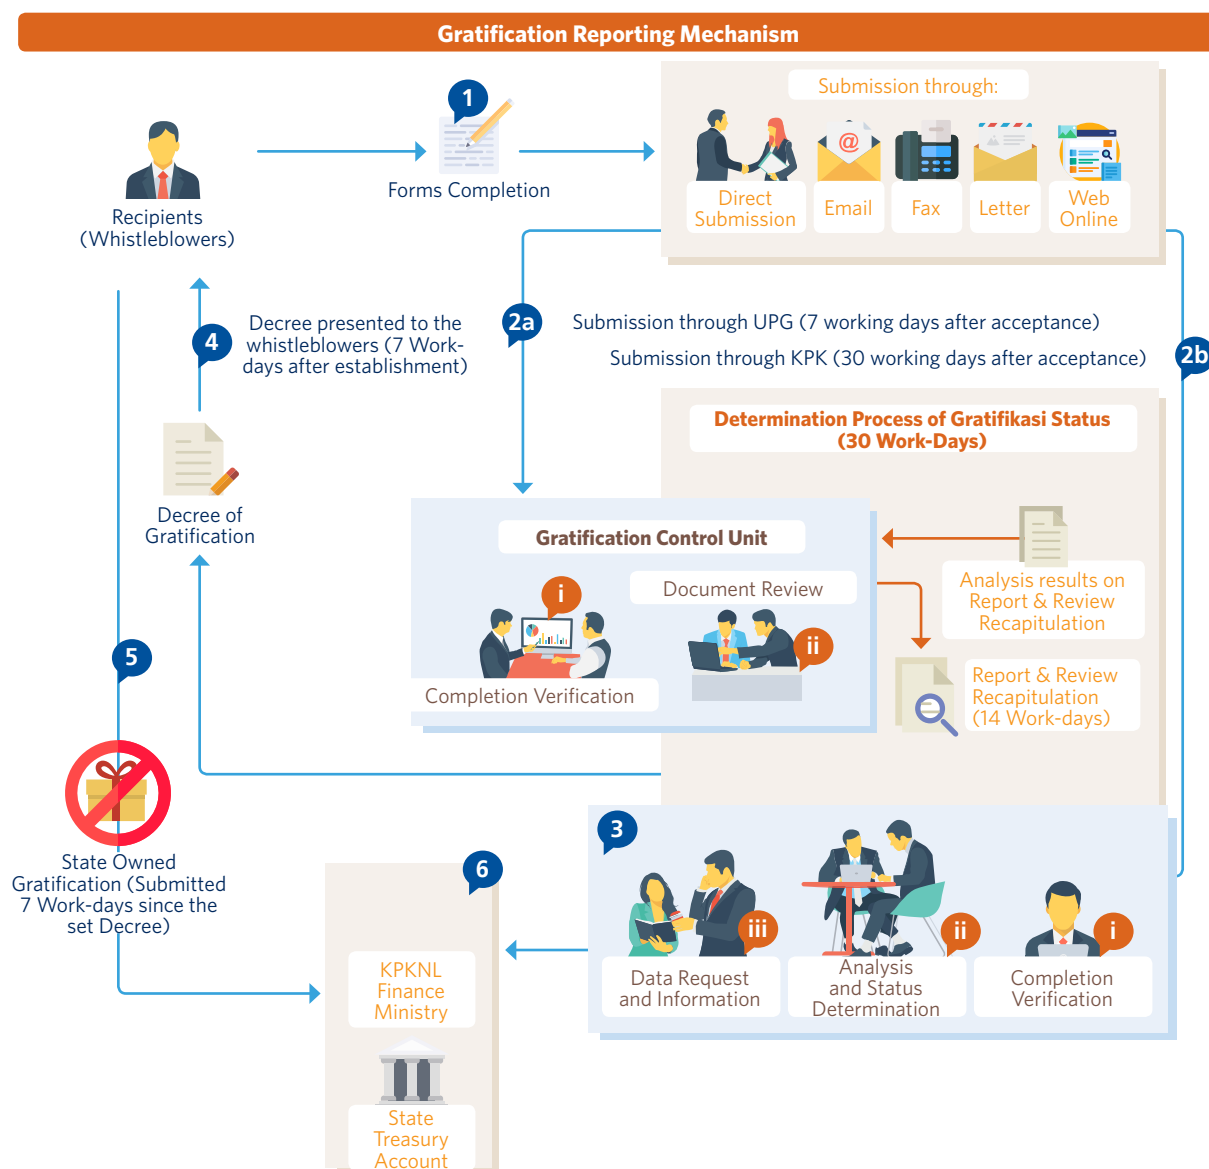 Gratification Reporting Mechanism
1
Forms Completion
Recipients
(Whistleblowers)
Submission through:
Direct
Submission
Email
Fax
Letter
Web
Online
2a
Submission through UPG (7 working days after acceptance)
Submission through KPK (30 working days after acceptance)
2b
4
Decree presented to the
whistleblowers (7 Work-
days after establishment)
Decree of
Gratification
Determination Process of Gratifikasi Status
(30 Work-Days)
Gratification Control Unit
i
Completion Verification
Document Review
ii
Analysis results on
Report & Review
Recapitulation
Report & Review
Recapitulation
(14 Work-days)
5
State Owned
Gratification (Submitted
7 Work-days since the
set Decree)
3
iii
Data Request
and Information
ii
Analysis
and Status
Determination
i
Completion
Verification
6
KPKNL
Finance
Ministry
State
Treasury
Account